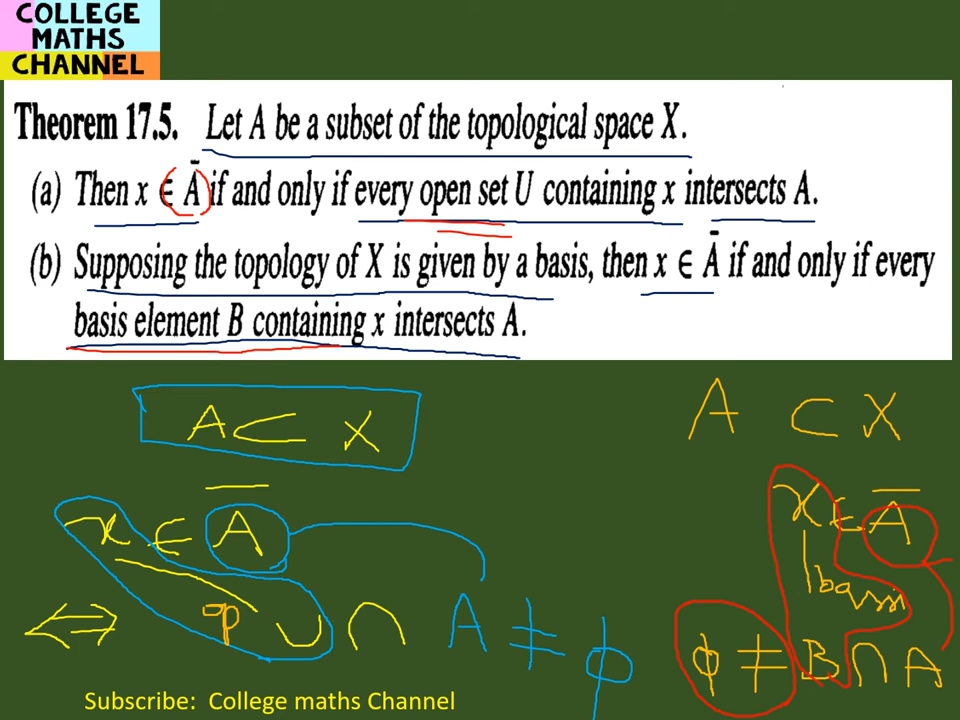 COLLEGE
MATHS
CHANNEL
Theorem 17.5. Let A be a subset of the topological space X.
(a) Then x ∈ Ā if and only if every open set U containing x intersects A.
(b) Supposing the topology of X is given by a basis, then x ∈ Ā if and only if every
basis element B containing x intersects A.
A ⊂ X
x ∈ Ā
⇔ U ∩ A ≠ ϕ
A ⊂ X
x ∈ Ā
ϕ ≠ B ∩ A
Subscribe: College maths Channel